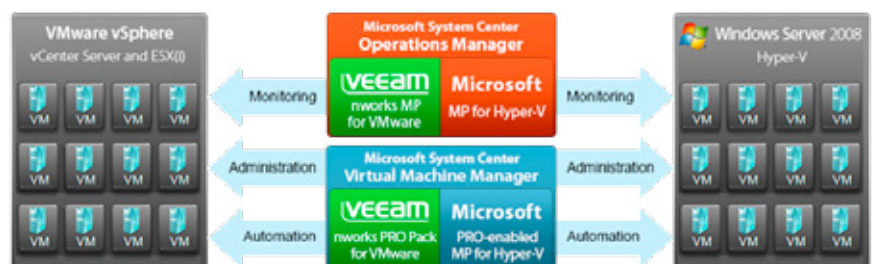 VMware vSphere
vCenter Server and ESX(i)
VM VM VM VM
VM VM VM VM
VM VM VM VM
Monitoring
Administration
Automation
Microsoft System Center
Operations Manager
veeam
nworks MP
for VMware
Microsoft
MP for Hyper-V
Microsoft System Center
Virtual Machine Manager
veeam
nworks PRO Pack
for VMware
Microsoft
PRO-enabled
MP for Hyper-V
Monitoring
Administration
Automation
Windows Server 2008
Hyper-V
VM VM VM VM
VM VM VM VM
VM VM VM VM